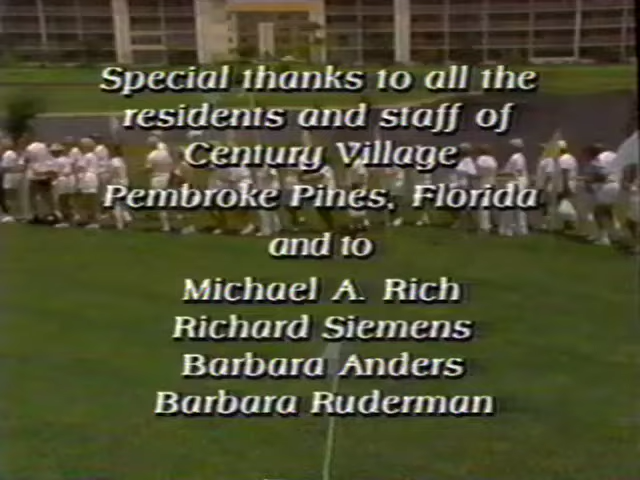 Special thanks to all the
residents and staff of
Century Village
Pembroke Pines, Florida
and to
Michael A. Rich
Richard Siemens
Barbara Anders
Barbara Ruderman